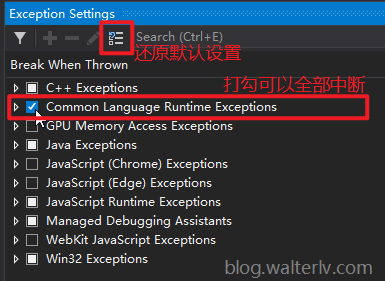 Exception Settings
Search (Ctrl+E)
还原默认设置
Break When Thrown
打勾可以全部中断
C++ Exceptions
Common Language Runtime Exceptions
GPU Memory Access Exceptions
Java Exceptions
JavaScript (Chrome) Exceptions
JavaScript (Edge) Exceptions
JavaScript Runtime Exceptions
Managed Debugging Assistants
WebKit JavaScript Exceptions
Win32 Exceptions
blog.walterlv.com